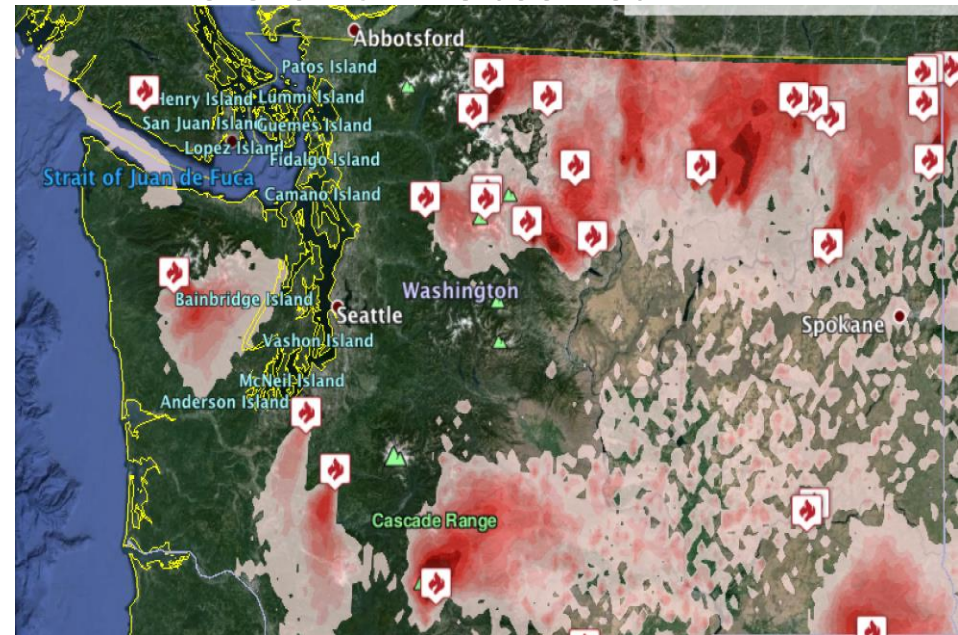 Abbotsford
Patos Island
Henry Island
Lummi Island
San Juan Island
Guemes Island
Lopez Island
Fidalgo Island
Strait of Juan de Fuca
Camano Island
Washington
Bainbridge Island
Seattle
Spokane
Vashon Island
McNeil Island
Anderson Island
Cascade Range